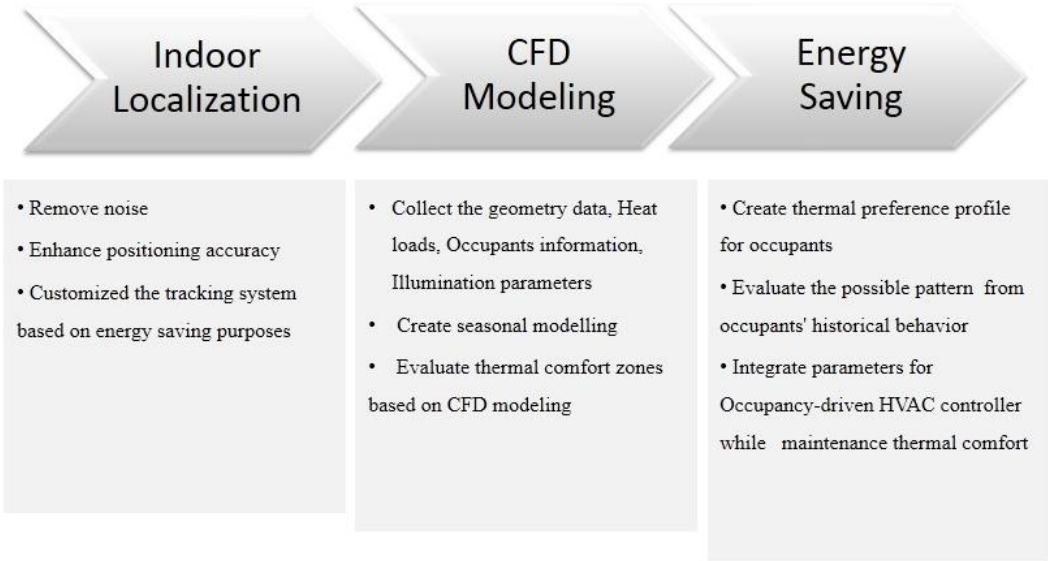 Indoor
Localization
CFD
Modeling
Energy
Saving
• Remove noise
• Enhance positioning accuracy
• Customized the tracking system
based on energy saving purposes
• Collect the geometry data, Heat
loads, Occupants information,
Illumination parameters
• Create seasonal modelling
• Evaluate thermal comfort zones
based on CFD modeling
• Create thermal preference profile
for occupants
• Evaluate the possible pattern from
occupants' historical behavior
• Integrate parameters for
Occupancy-driven HVAC controller
while maintenance thermal comfort